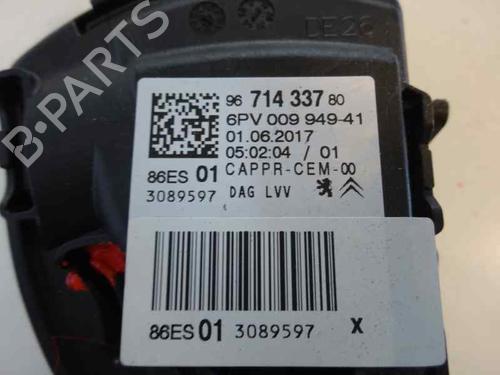 DE26
96 714 337 80
6PV 009 949-41
01.06.2017
05:02:04 / 01
86ES 01 CAPPR-CEM-00
3089597 DAG LVV
86ES 01 3089597 X
B-PARTS